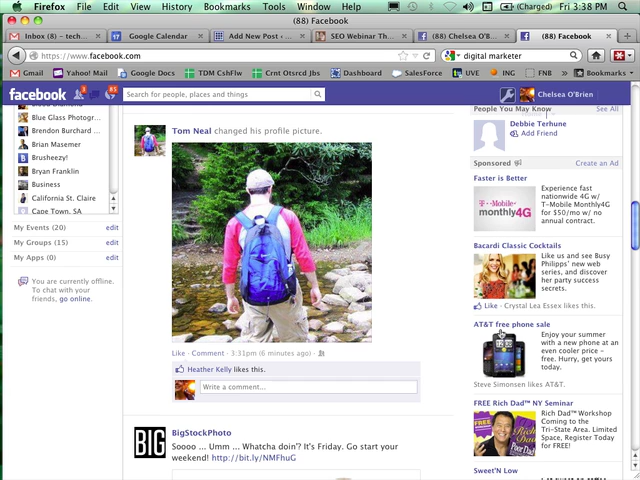 Firefox File Edit View History Bookmarks Tools Window Help (Charged) Fri 3:38 PM
(88) Facebook
Inbox (8) – tech... Google Calendar Add New Post ‹ ... SEO Webinar Th... (88) Chelsea O'B... (88) Facebook
https://www.facebook.com
digital marketer
Gmail Yahoo! Mail Google Docs TDM CshFlw Crnt Otstrcd Jbs Dashboard SalesForce UVE ING FNB » Bookmarks
facebook 3 85 Search for people, places and things Chelsea O'Brien
Blue Glass Photogr...
Brendon Burchard ...
Brian Masemer
Brusheezy!
Bryan Franklin
Business
California St. Claire
Cape Town, SA
My Events (20) edit
My Groups (15) edit
My Apps (0) edit
You are currently offline.
To chat with your
friends, go online.
Tom Neal changed his profile picture.
Like · Comment · 3:31pm (6 minutes ago) ·
Heather Kelly likes this.
Write a comment...
BIG
BigStockPhoto
Soooo ... Umm ... Whatcha doin'? It's Friday. Go start your
weekend! http://bit.ly/NMFhuG
People You May Know See All
Debbie Terhune
Add Friend
Sponsored Create an Ad
Faster is Better
T··Mobile·
monthly4G
Experience fast
nationwide 4G w/
T-Mobile Monthly4G
for $50/mo w/ no
annual contract.
Bacardi Classic Cocktails
Like us and see Busy
Philipps' new web
series, and discover
her party success
secrets.
Like · Crystal Lea Essex likes this.
AT&T free phone sale
Enjoy your summer
with a new phone at
an even cooler price –
free. Hurry, get yours
today.
Steve Simonsen likes AT&T.
FREE Rich Dad™ NY Seminar
Rich Dad™ Workshop
Coming to the
Tri-State Area. Limited
Space, Register Today
for FREE!
Sweet'N Low